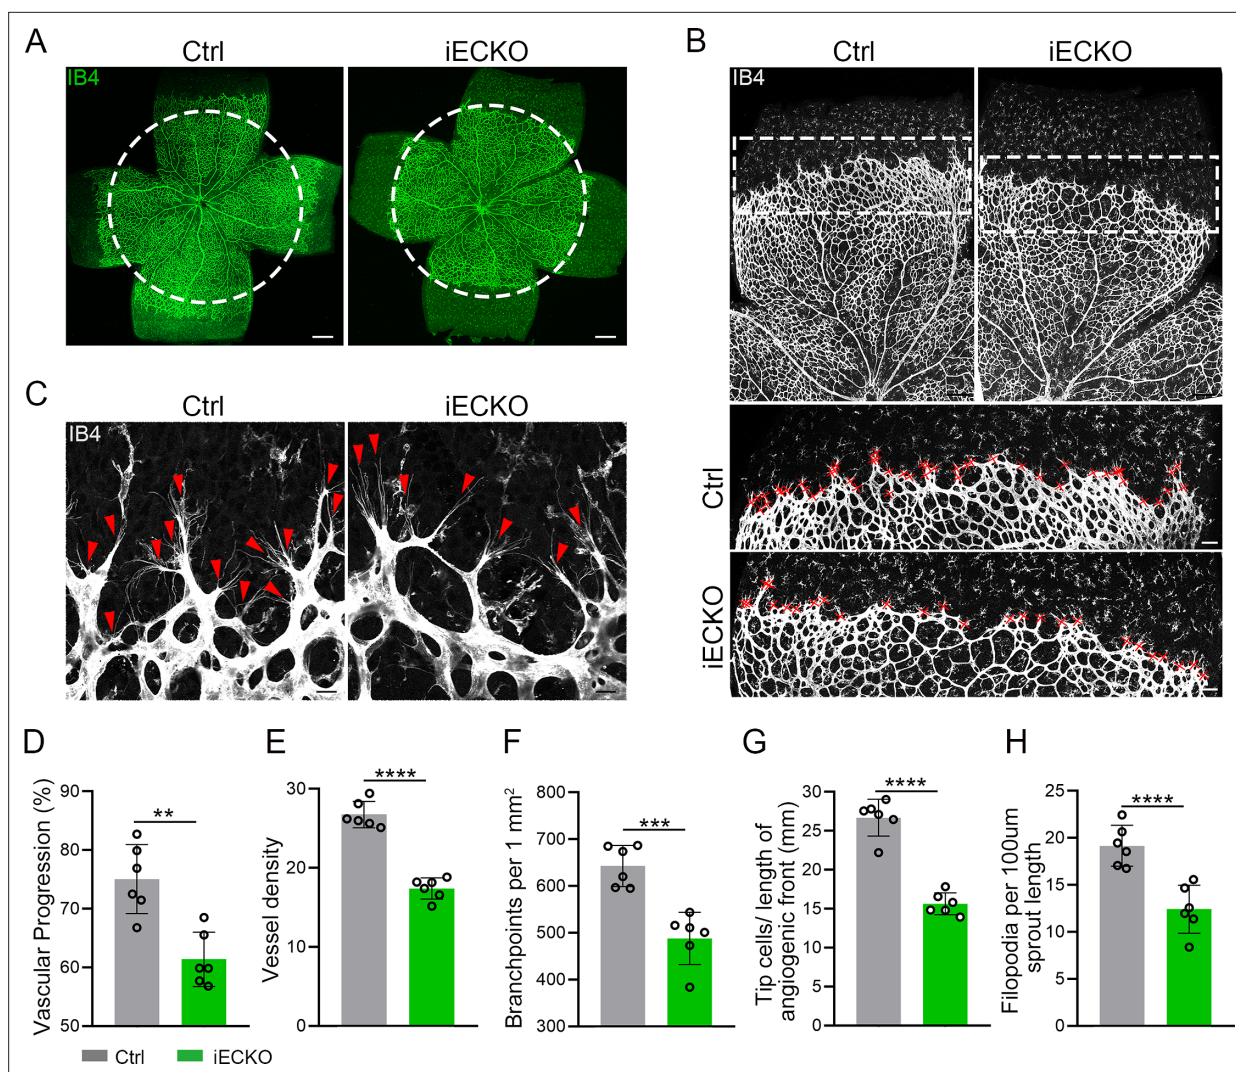 A
Ctrl
iECKO
IB4
B
Ctrl
iECKO
IB4
C
Ctrl
iECKO
IB4
Ctrl
iECKO
D
Vascular Progression (%)
90
80
70
60
50
**
E
Vessel density
30
20
10
0
****
F
Branchpoints per 1 mm²
800
700
600
500
400
300
***
G
Tip cells/ length of
angiogenic front (mm)
30
25
20
15
10
5
0
****
H
Filopodia per 100um
sprout length
20
15
10
5
0
****
Ctrl
iECKO